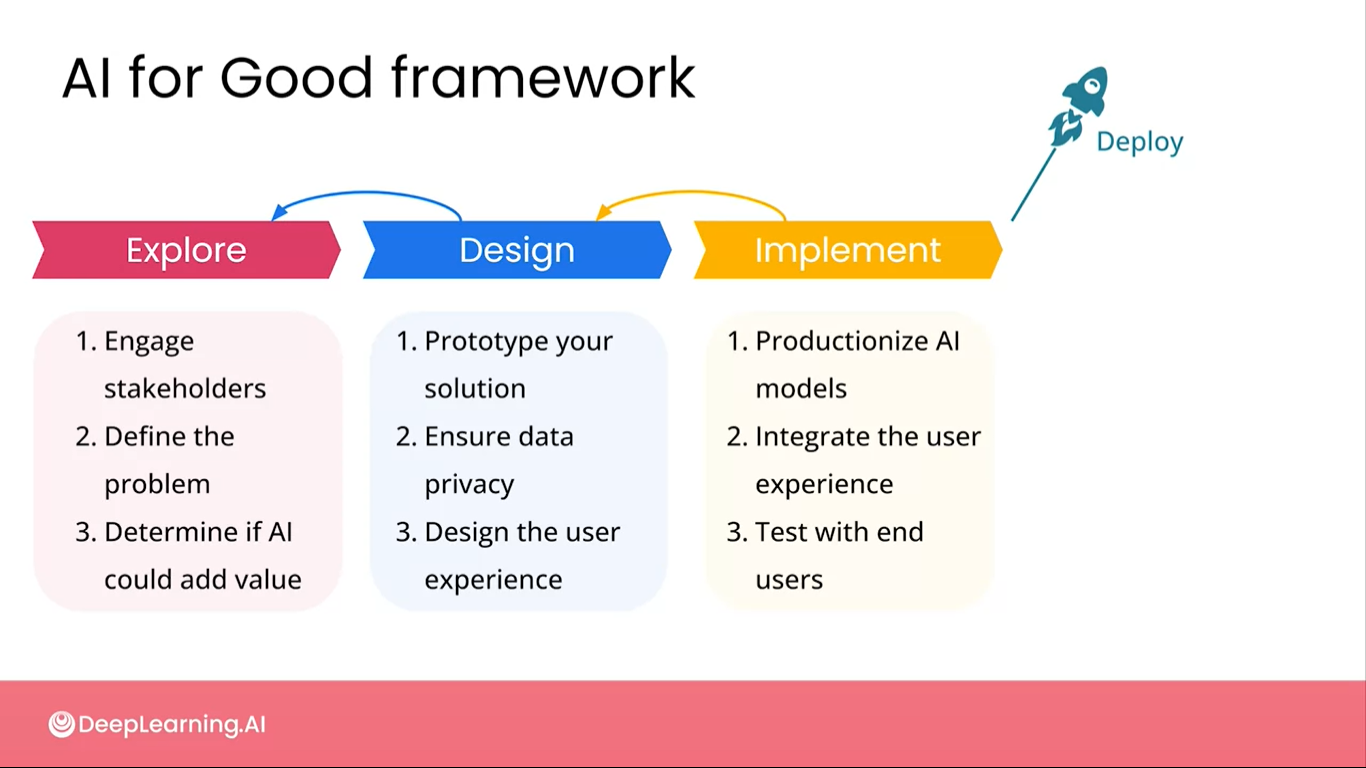 AI for Good framework
Deploy
Explore
Design
Implement
1. Engage
stakeholders
2. Define the
problem
3. Determine if AI
could add value
1. Prototype your
solution
2. Ensure data
privacy
3. Design the user
experience
1. Productionize AI
models
2. Integrate the user
experience
3. Test with end
users
DeepLearning.AI